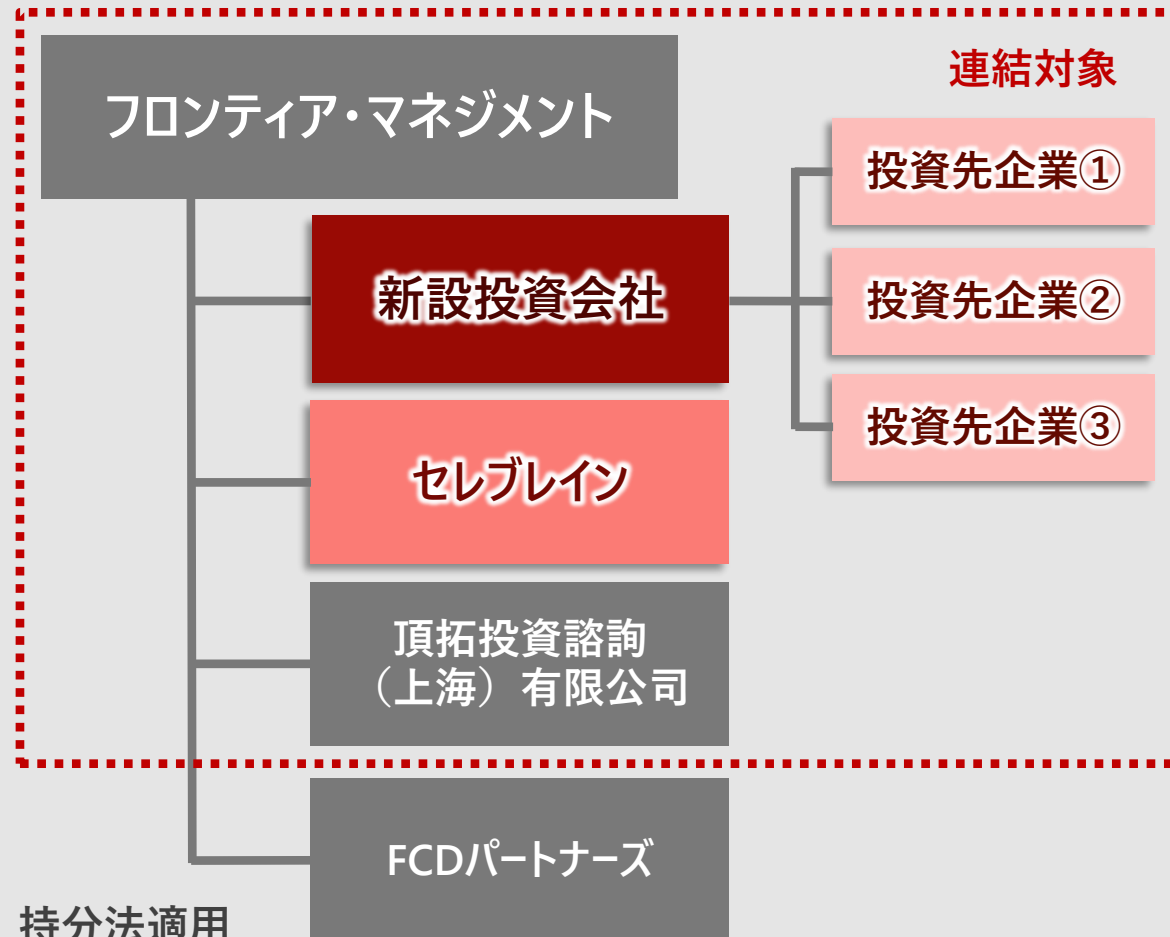 連結対象
フロンティア・マネジメント
投資先企業①
新設投資会社
投資先企業②
投資先企業③
セレブレイン
頂拓投資諮詢
（上海）有限公司
FCDパートナーズ
持分法適用